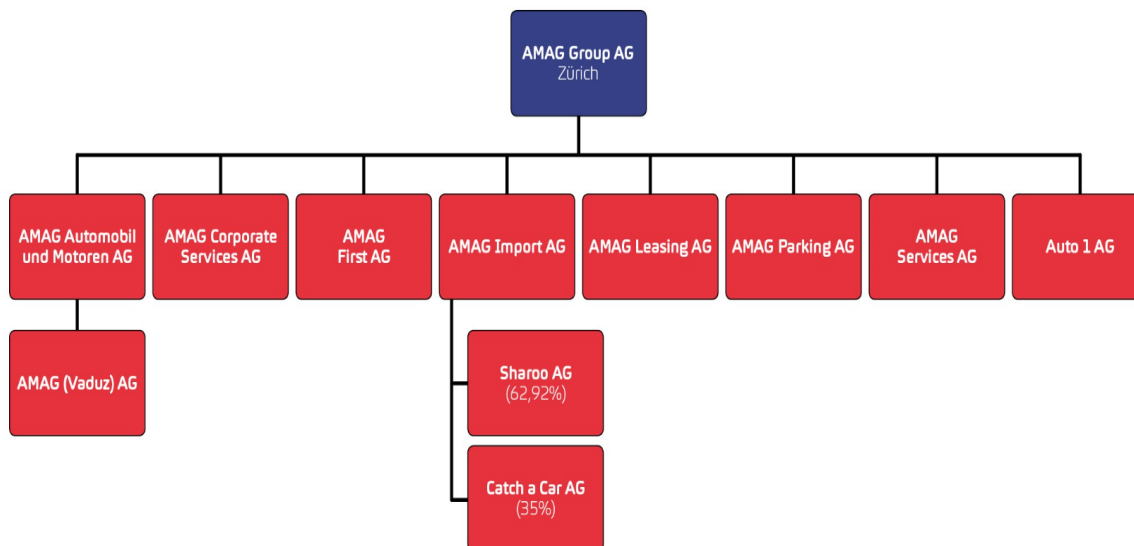 AMAG Group AG
Zürich
AMAG Automobil
und Motoren AG
AMAG Corporate
Services AG
AMAG
First AG
AMAG Import AG
AMAG Leasing AG
AMAG Parking AG
AMAG
Services AG
Auto 1 AG
AMAG (Vaduz) AG
Sharoo AG
(62,92%)
Catch a Car AG
(35%)